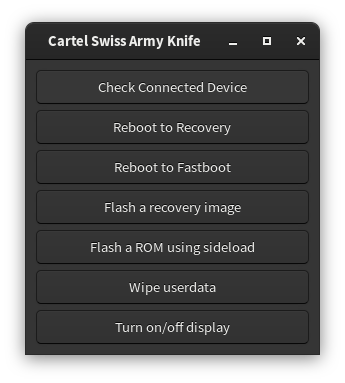 Cartel Swiss Army Knife
Check Connected Device
Reboot to Recovery
Reboot to Fastboot
Flash a recovery image
Flash a ROM using sideload
Wipe userdata
Turn on/off display